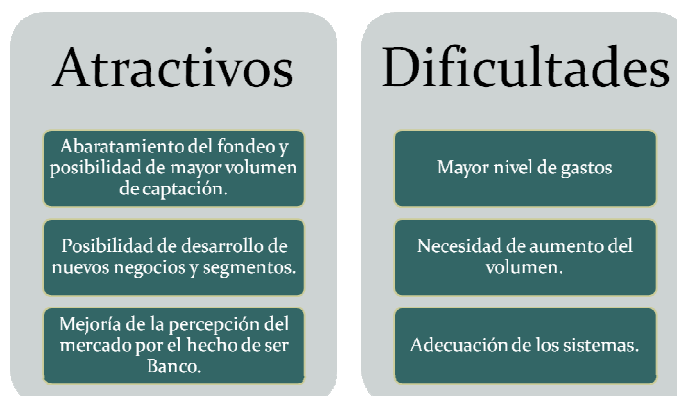 Atractivos
Abaratamiento del fondeo y
posibilidad de mayor volumen
de captación.
Posibilidad de desarrollo de
nuevos negocios y segmentos.
Mejoría de la percepción del
mercado por el hecho de ser
Banco.
Dificultades
Mayor nivel de gastos
Necesidad de aumento del
volumen.
Adecuación de los sistemas.